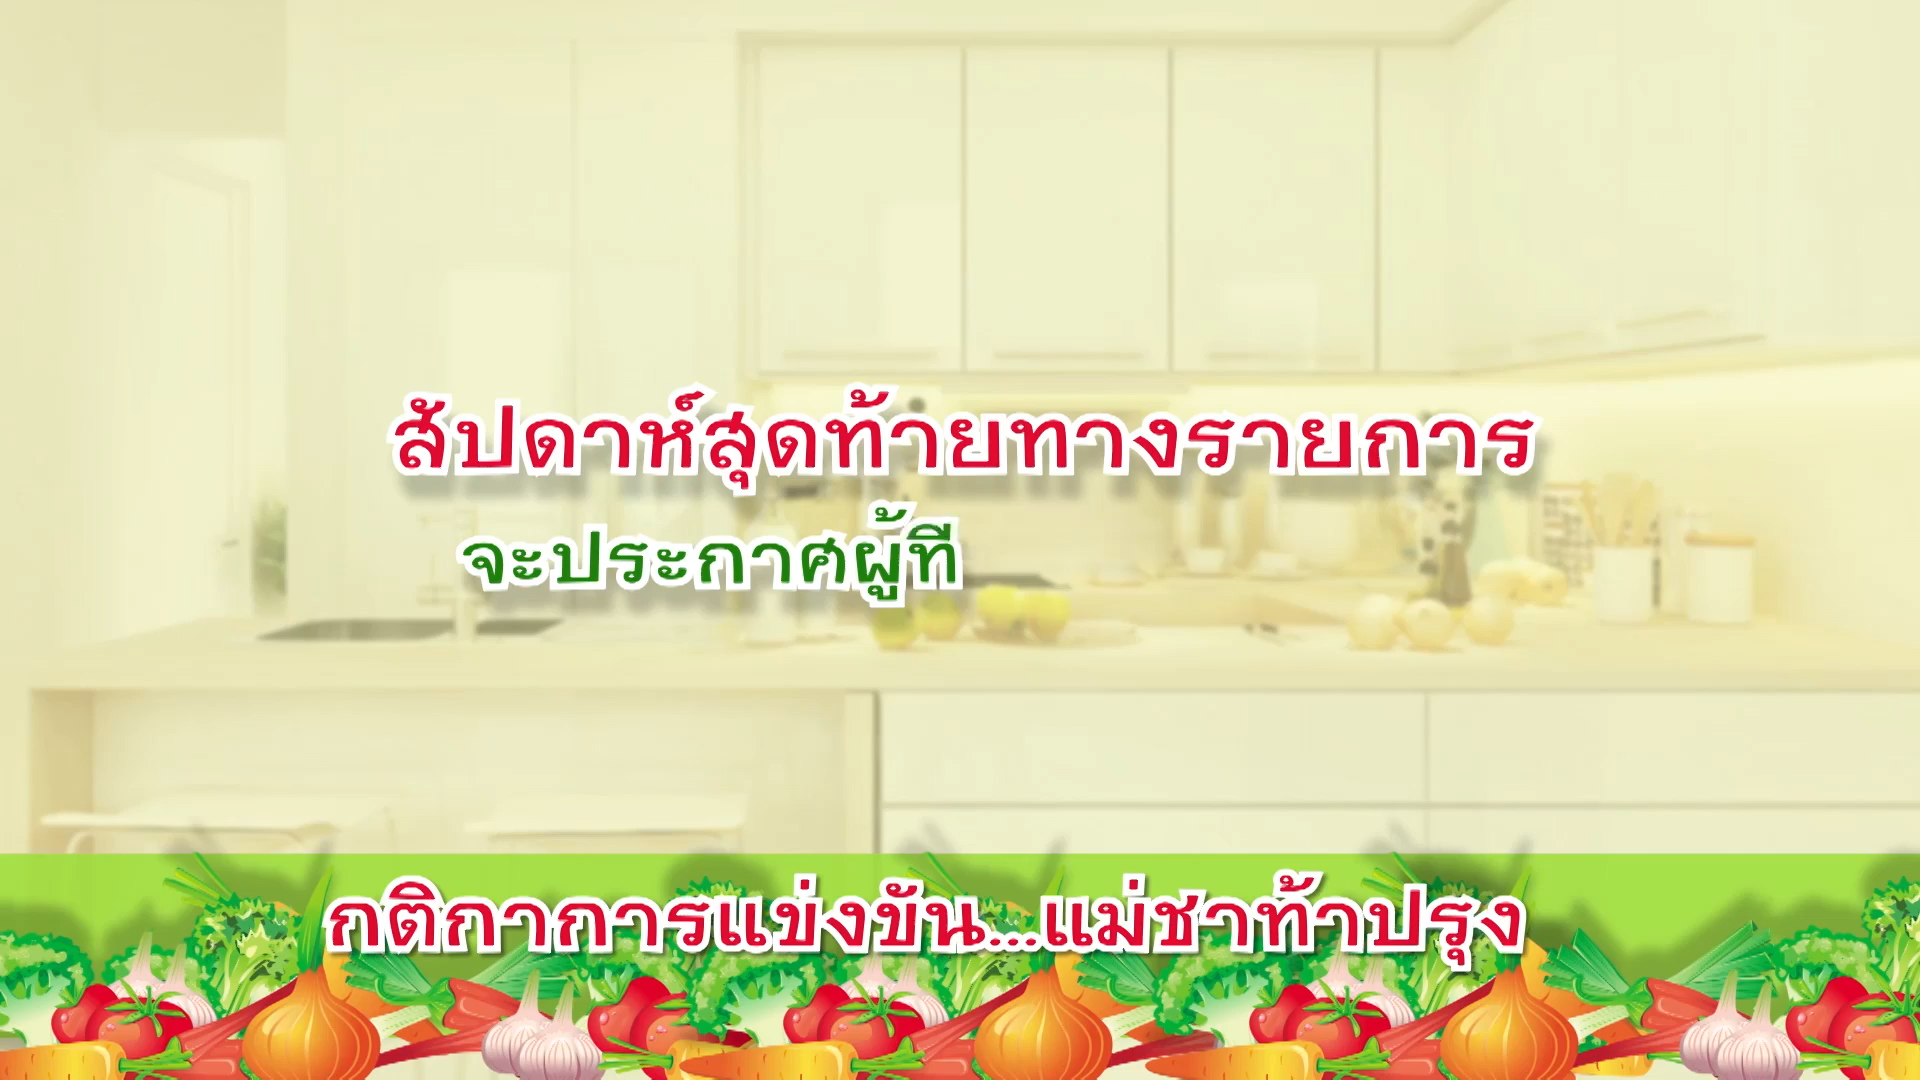 สัปดาห์สุดท้ายทางรายการ
จะประกาศผู้ที
กติกาการแข่งขัน...แม่ซาท้าปรุง